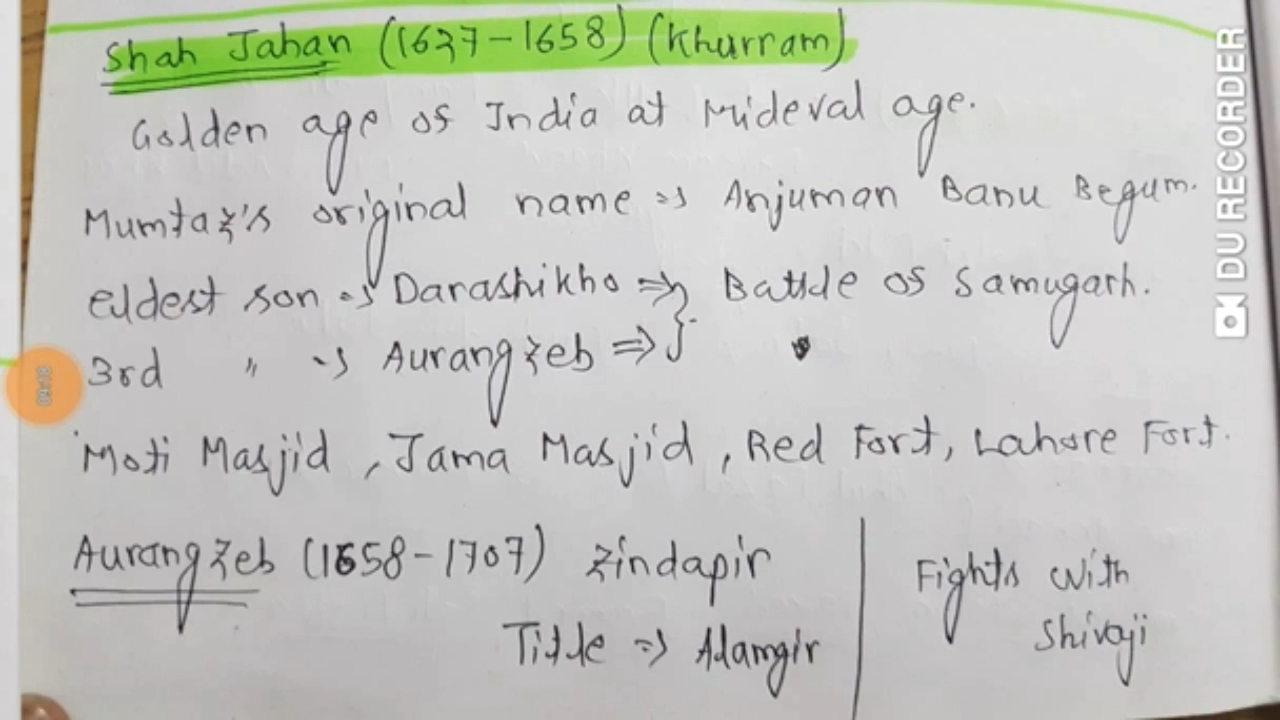 Shah Jahan (1627-1658) (Khurram)
Golden age of India at Mideval age.
Mumtaz's original name => Anjuman Banu Begum.
eldest son => Darashikho => } Battle of Samugarh.
3rd " => Aurangzeb => }
Moti Masjid, Jama Masjid, Red Fort, Lahore Fort.
Aurangzeb (1658-1707) Zindapir
Title => Alamgir
Fights with
Shivaji
DU RECORDER